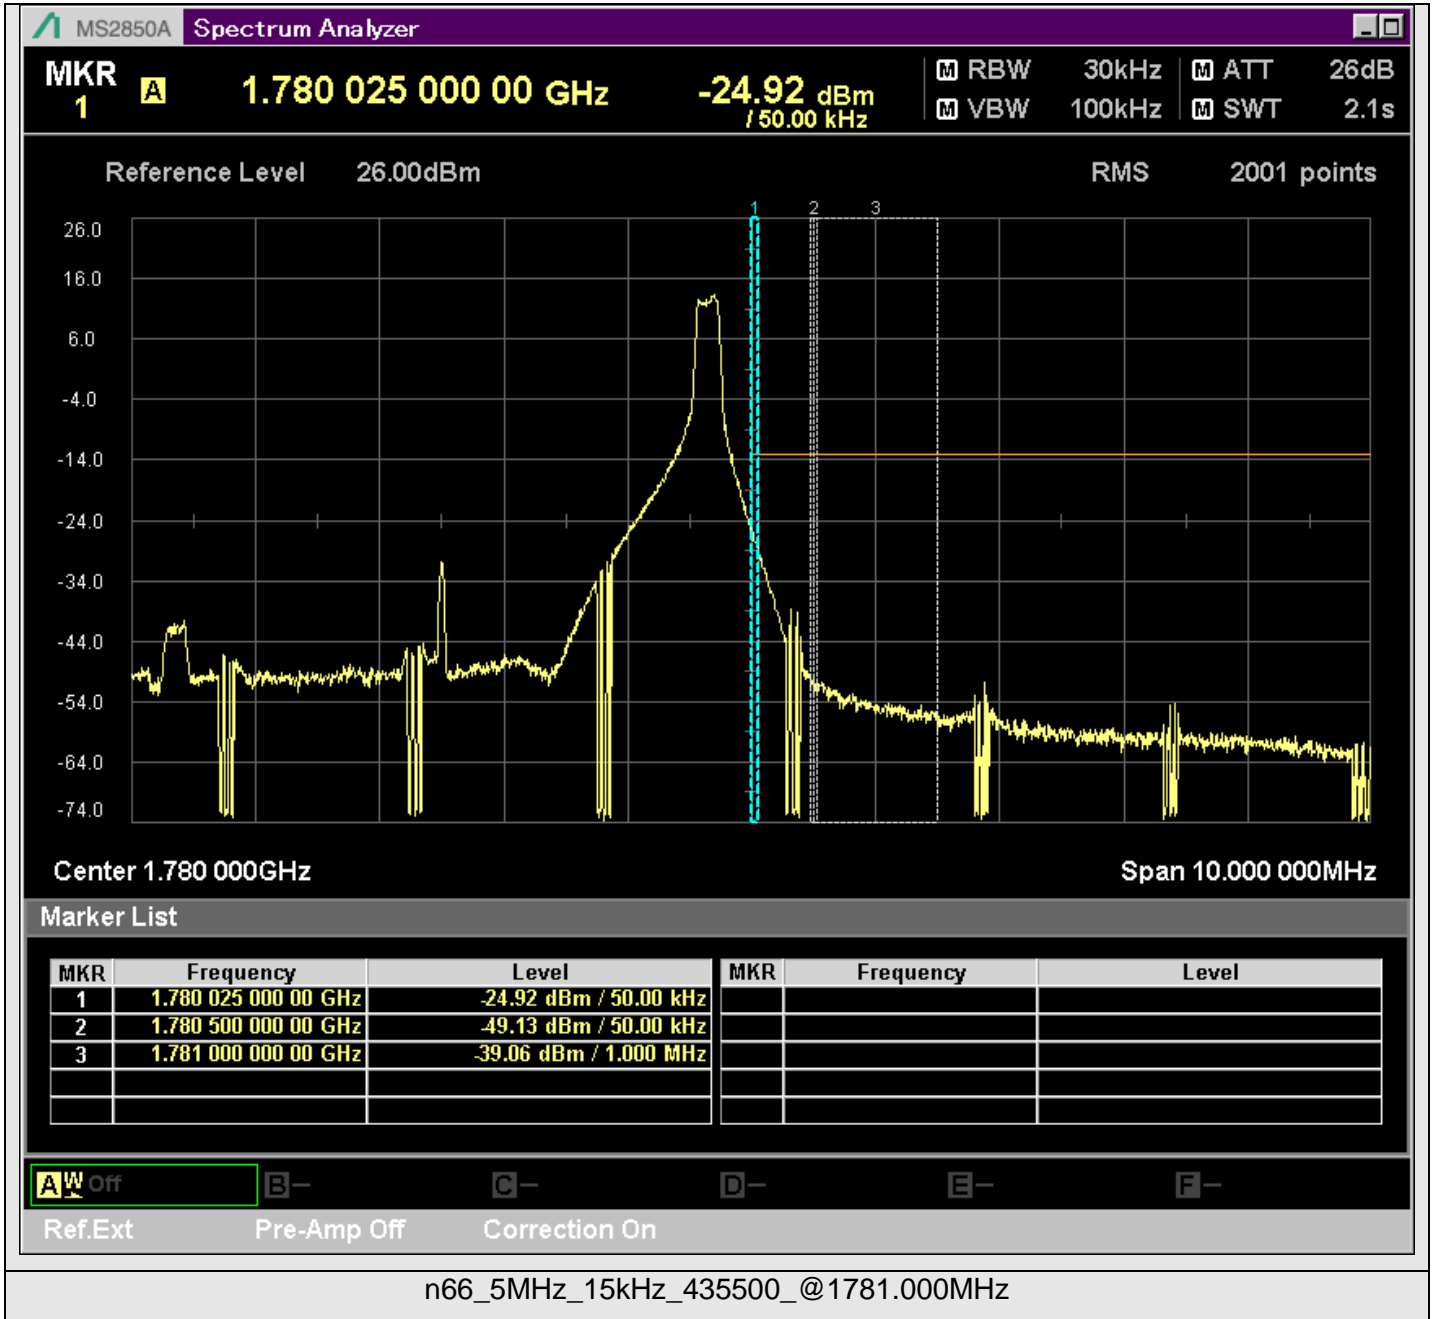 MS2850A Spectrum Analyzer
MKR 1 A 1.780 025 000 00 GHz -24.92 dBm / 50.00 kHz
M RBW 30kHz M ATT 26dB
M VBW 100kHz M SWT 2.1s
Reference Level 26.00dBm RMS 2001 points
1 2 3
26.0
16.0
6.0
-4.0
-14.0
-24.0
-34.0
-44.0
-54.0
-64.0
-74.0
Center 1.780 000GHz Span 10.000 000MHz
Marker List
MKR Frequency Level MKR Frequency Level
1 1.780 025 000 00 GHz -24.92 dBm / 50.00 kHz
2 1.780 500 000 00 GHz -49.13 dBm / 50.00 kHz
3 1.781 000 000 00 GHz -39.06 dBm / 1.000 MHz
A W Off B — C — D — E — F —
Ref.Ext Pre-Amp Off Correction On
n66_5MHz_15kHz_435500_@1781.000MHz